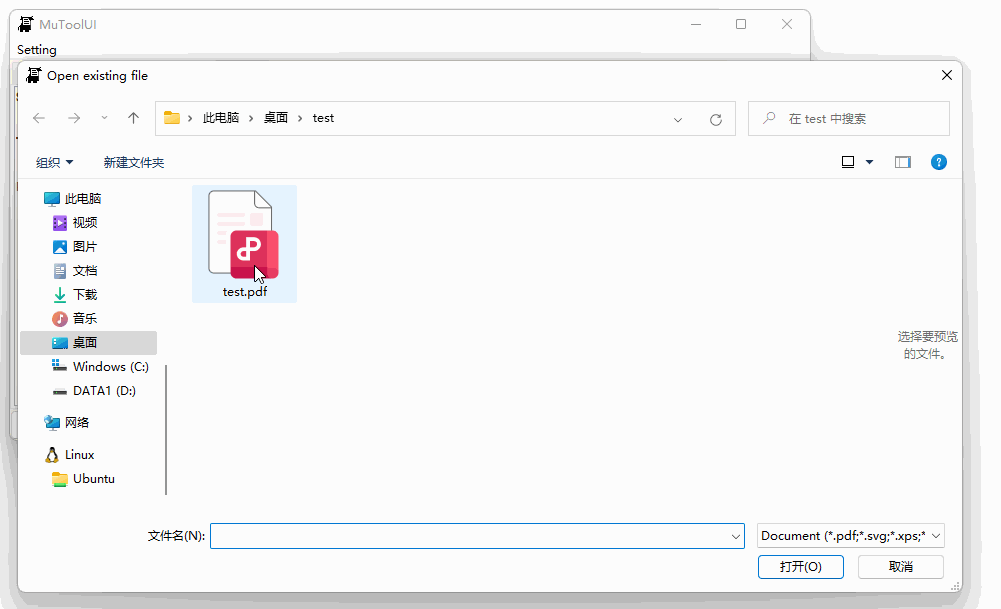 MuToolUI
Setting
Open existing file
此电脑 桌面 test
在 test 中搜索
组织 新建文件夹
此电脑
视频
图片
文档
下载
音乐
桌面
Windows (C:)
DATA1 (D:)
网络
Linux
Ubuntu
test.pdf
选择要预览
的文件。
文件名(N):
Document (*.pdf;*.svg;*.xps;*
打开(O) 取消